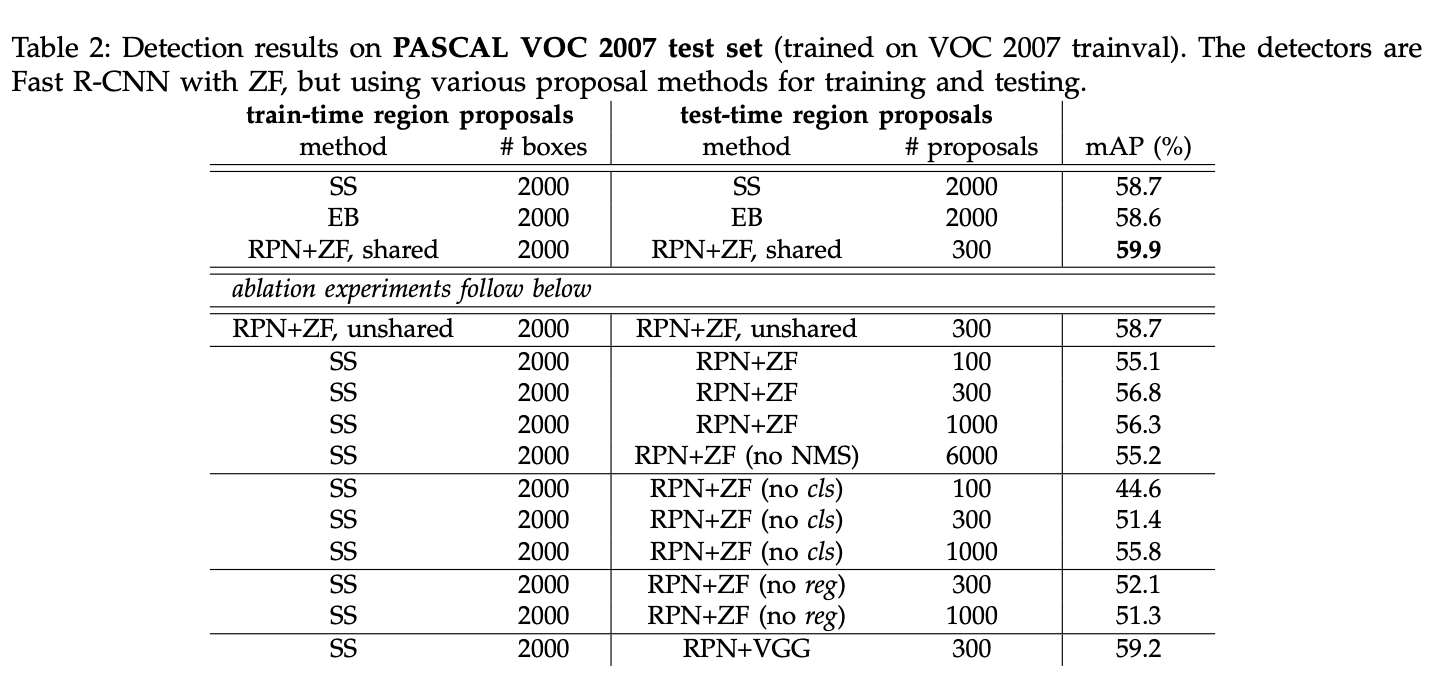 Table 2: Detection results on PASCAL VOC 2007 test set (trained on VOC 2007 trainval). The detectors are
Fast R-CNN with ZF, but using various proposal methods for training and testing.
train-time region proposals test-time region proposals
method # boxes method # proposals mAP (%)
SS 2000 SS 2000 58.7
EB 2000 EB 2000 58.6
RPN+ZF, shared 2000 RPN+ZF, shared 300 59.9
ablation experiments follow below
RPN+ZF, unshared 2000 RPN+ZF, unshared 300 58.7
SS 2000 RPN+ZF 100 55.1
SS 2000 RPN+ZF 300 56.8
SS 2000 RPN+ZF 1000 56.3
SS 2000 RPN+ZF (no NMS) 6000 55.2
SS 2000 RPN+ZF (no cls) 100 44.6
SS 2000 RPN+ZF (no cls) 300 51.4
SS 2000 RPN+ZF (no cls) 1000 55.8
SS 2000 RPN+ZF (no reg) 300 52.1
SS 2000 RPN+ZF (no reg) 1000 51.3
SS 2000 RPN+VGG 300 59.2